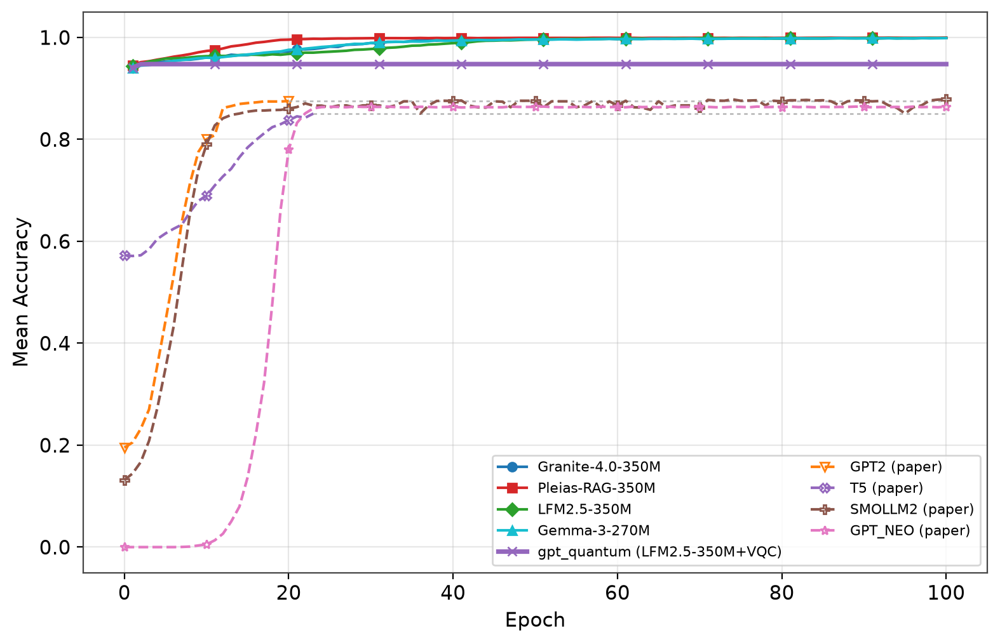 1.0
0.8
0.6
0.4
0.2
0.0
Mean Accuracy
0
20
40
60
80
100
Epoch
Granite-4.0-350M
Pleias-RAG-350M
LFM2.5-350M
Gemma-3-270M
gpt_quantum (LFM2.5-350M+VQC)
GPT2 (paper)
T5 (paper)
SMOLLM2 (paper)
GPT_NEO (paper)